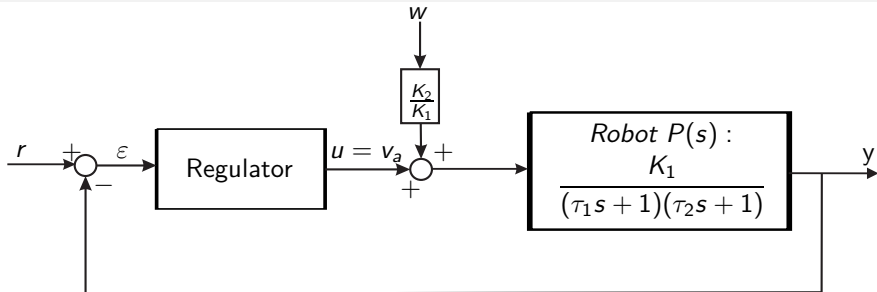 w
K₂
K₁
r
+
ε
−
Regulator
u = vₐ
+
+
Robot P(s) :
K₁
(τ₁s + 1)(τ₂s + 1)
y